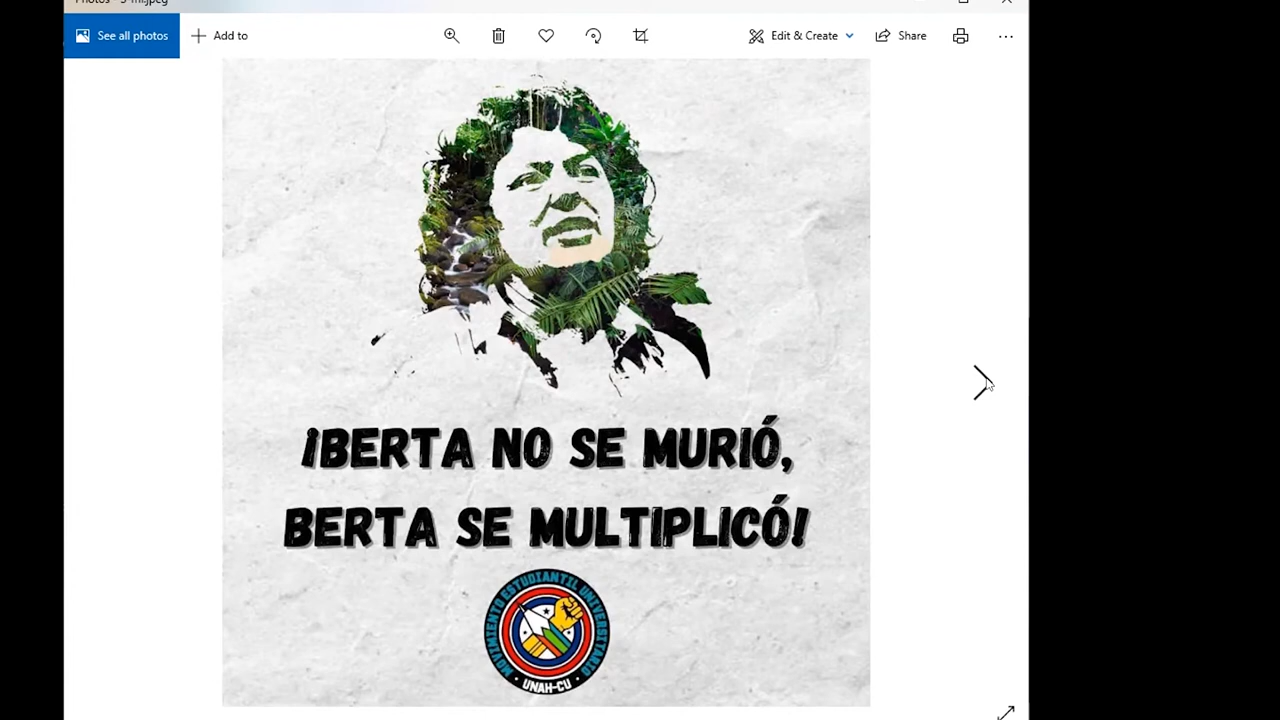 See all photos
Add to
Edit & Create
Share
¡BERTA NO SE MURIÓ,
BERTA SE MULTIPLICÓ!
MOVIMIENTO ESTUDIANTIL UNIVERSITARIO
UNAH-CU